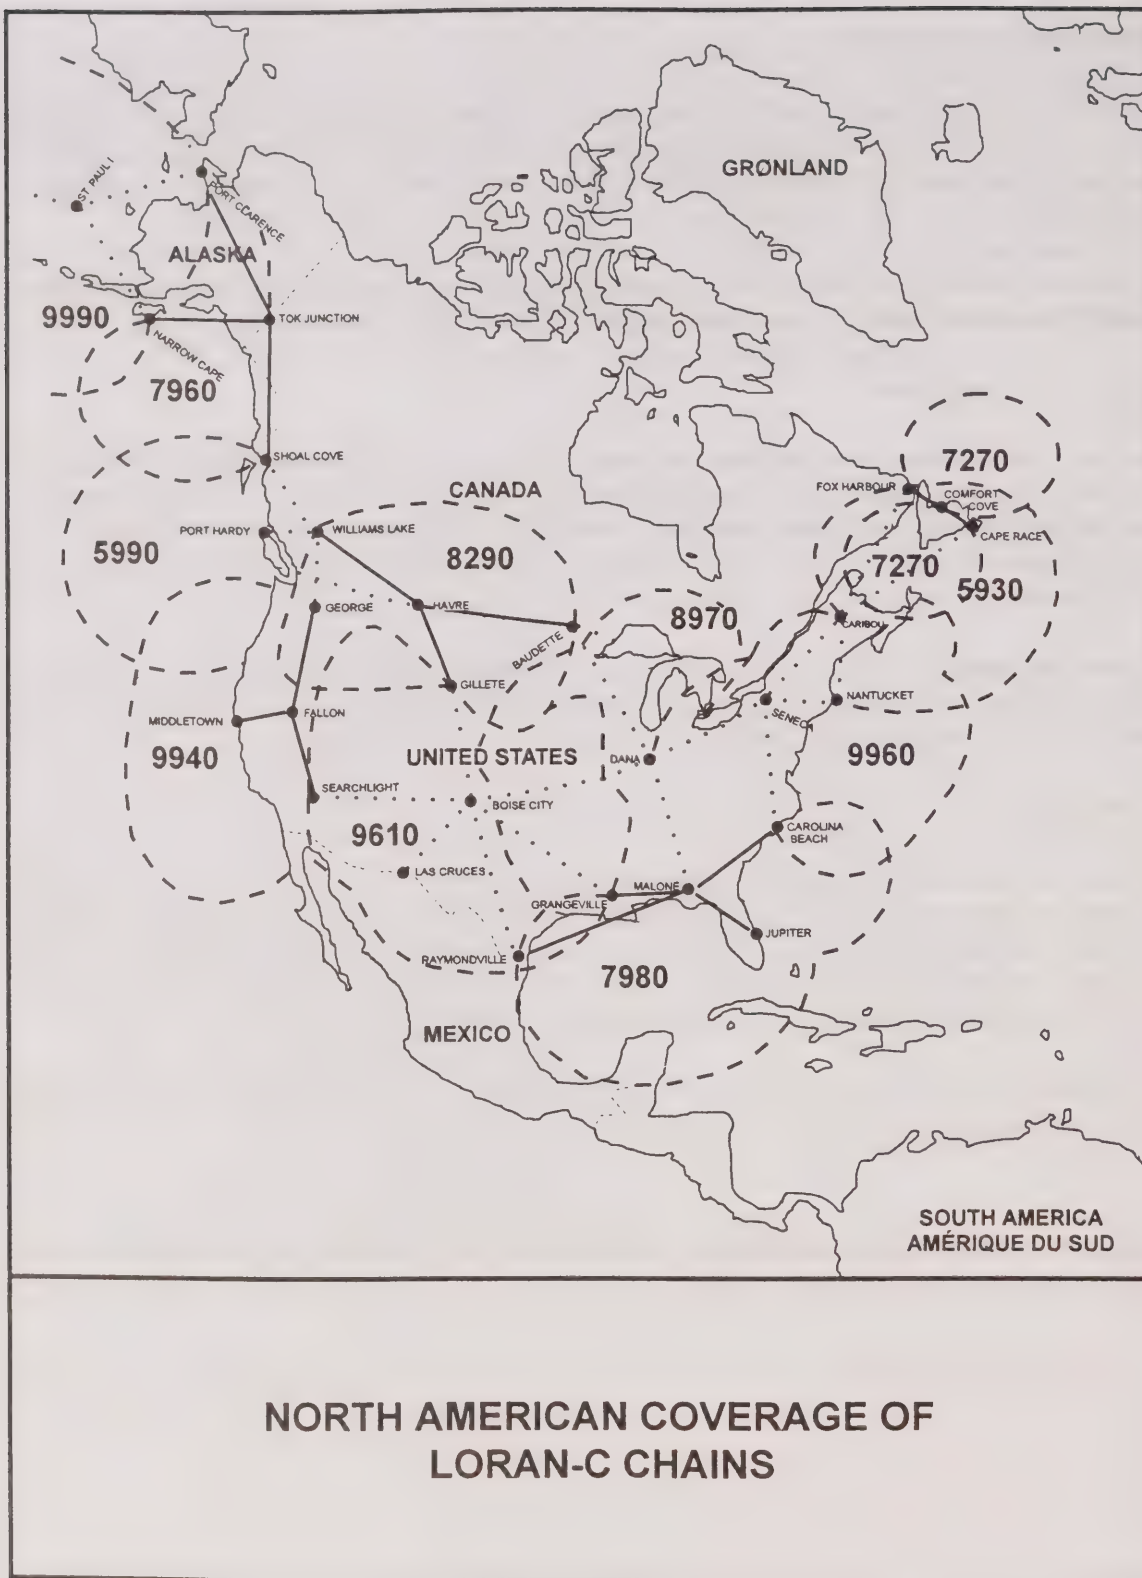 GRØNLAND
ST PAUL I
PORT CLARENCE
ALASKA
9990
TOK JUNCTION
NARROW CAPE
7960
SHOAL COVE
CANADA
7270
FOX HARBOUR
COMFORT
COVE
CAPE RACE
PORT HARDY
WILLIAMS LAKE
5990
8290
7270
5930
GEORGE
HAVRE
8970
CARIBOU
BAUDETTE
GILLETE
NANTUCKET
SENECA
MIDDLETOWN
FALLON
9940
UNITED STATES
DANA
9960
SEARCHLIGHT
BOISE CITY
CAROLINA
BEACH
9610
LAS CRUCES
MALONE
GRANGEVILLE
JUPITER
RAYMONDVILLE
7980
MEXICO
SOUTH AMERICA
AMÉRIQUE DU SUD
NORTH AMERICAN COVERAGE OF
LORAN-C CHAINS